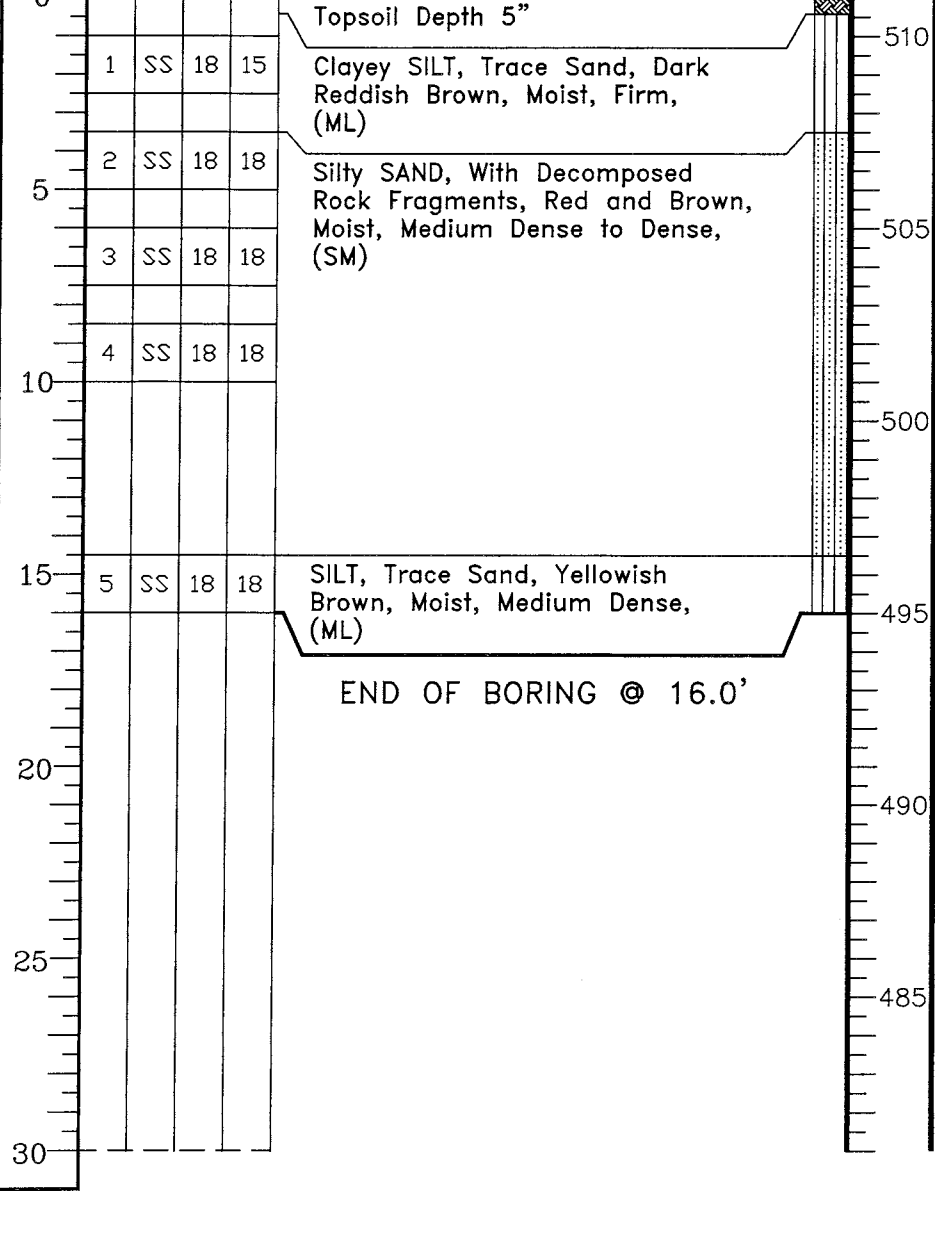 0
Topsoil Depth 5”
510
1 SS 18 15
Clayey SILT, Trace Sand, Dark
Reddish Brown, Moist, Firm,
(ML)
2 SS 18 18
Silty SAND, With Decomposed
Rock Fragments, Red and Brown,
Moist, Medium Dense to Dense,
(SM)
5
505
3 SS 18 18
4 SS 18 18
10
500
15
5 SS 18 18
SILT, Trace Sand, Yellowish
Brown, Moist, Medium Dense,
(ML)
495
END OF BORING @ 16.0’
20
490
25
485
30